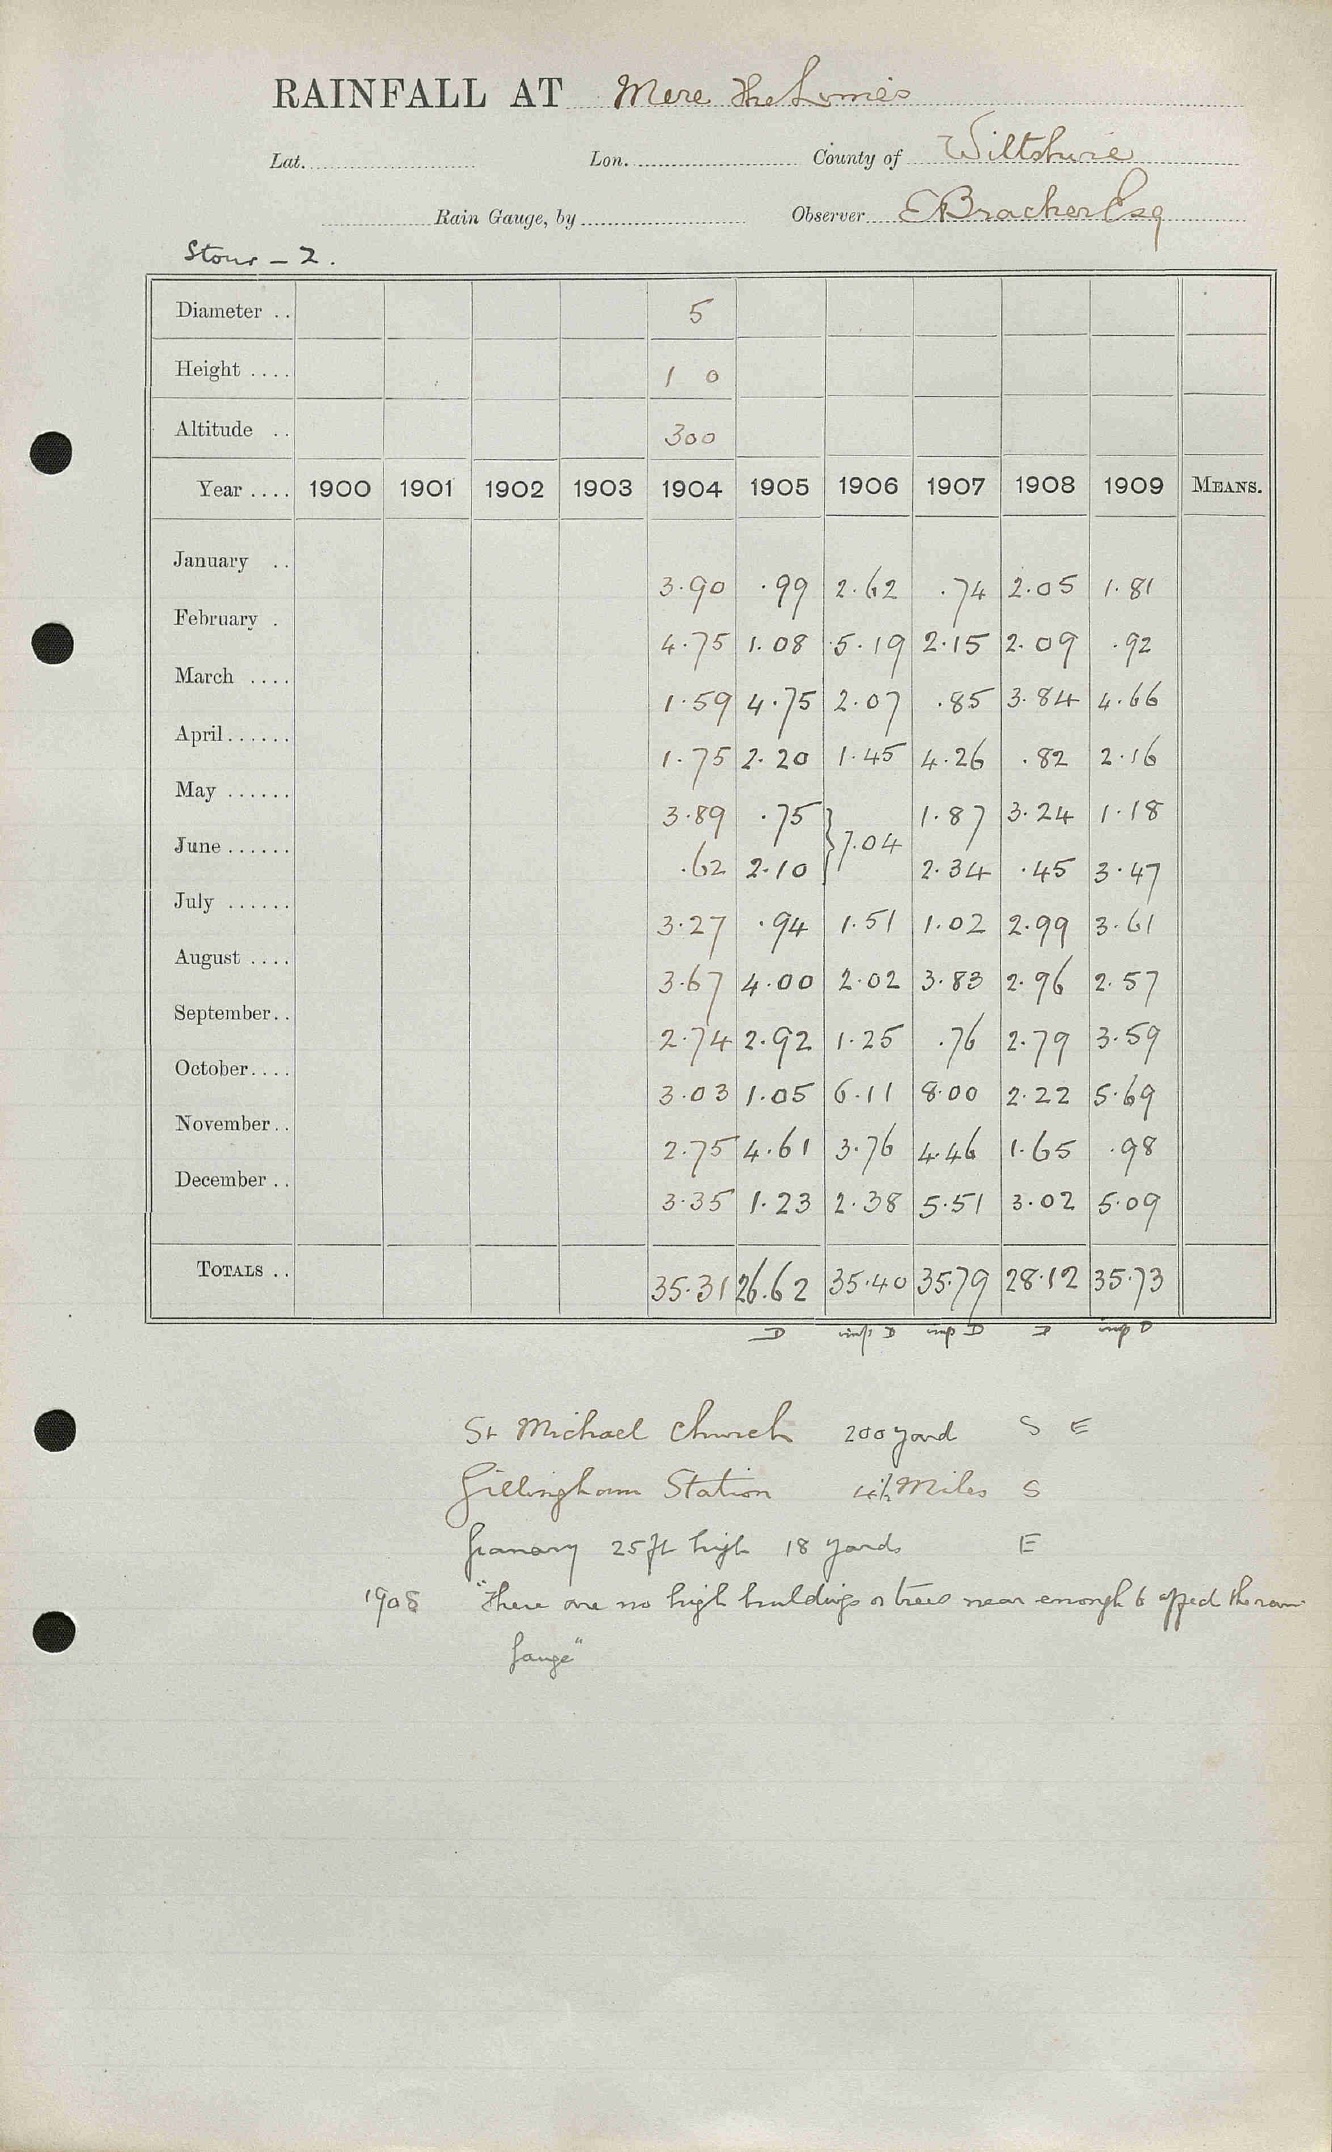 RAINFALL AT Mere The Limes
Lat. Lon. County of Wiltshire
Rain Gauge, by Observer E Bracher Esq
Stour - 2.
Diameter .. 5
Height .... 1 0
Altitude .. 300
Year .... 1900 1901 1902 1903 1904 1905 1906 1907 1908 1909 MEANS.
January .. 3.90 .99 2.62 .74 2.05 1.81
February . 4.75 1.08 5.19 2.15 2.09 .92
March .... 1.59 4.75 2.07 .85 3.84 4.66
April...... 1.75 2.20 1.45 4.26 .82 2.16
May ...... 3.89 .75 } 7.04 1.87 3.24 1.18
June ...... .62 2.10 2.34 .45 3.47
July ...... 3.27 .94 1.51 1.02 2.99 3.61
August .... 3.67 4.00 2.02 3.83 2.96 2.57
September.. 2.74 2.92 1.25 .76 2.79 3.59
October.... 3.03 1.05 6.11 8.00 2.22 5.69
November.. 2.75 4.61 3.76 4.46 1.65 .98
December .. 3.35 1.23 2.38 5.51 3.02 5.09
TOTALS .. 35.31 26.62 35.40 35.79 28.12 35.73
D imp D imp D D imp D
St Michael Church 200 yard S E
Gillingham Station 4½ Miles S
Granary 25 ft high 18 yards E
1908 "There are no high buildings or trees near enough to affect the rain
gauge"